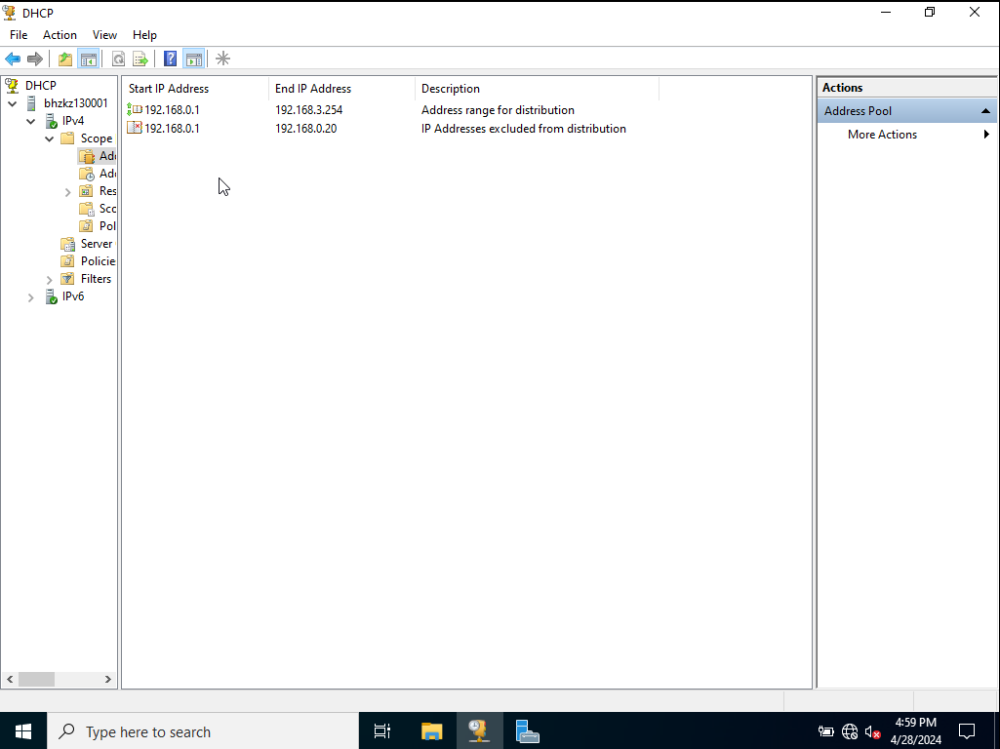 DHCP
File Action View Help
DHCP
bhzkz130001
IPv4
Scope
Add
Add
Res
Sco
Pol
Server
Policie
Filters
IPv6
Start IP Address End IP Address Description
192.168.0.1 192.168.3.254 Address range for distribution
192.168.0.1 192.168.0.20 IP Addresses excluded from distribution
Actions
Address Pool
More Actions
Type here to search
4:59 PM
4/28/2024